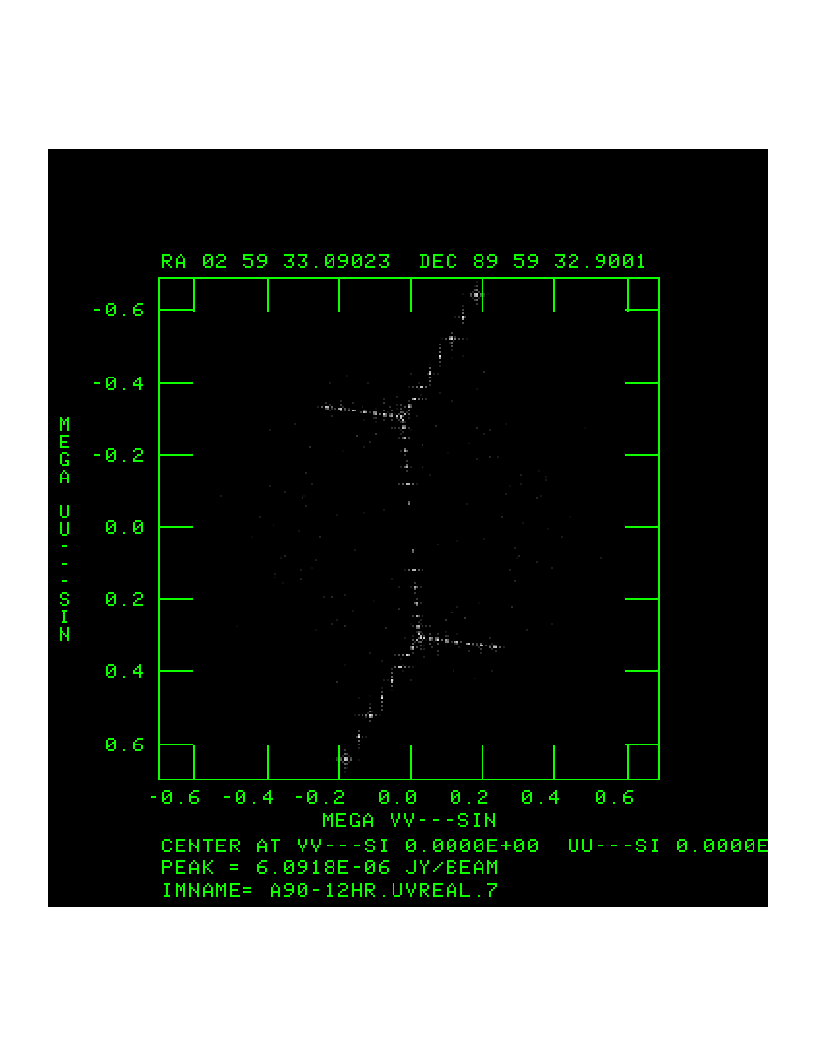 RA 02 59 33.09023 DEC 89 59 32.9001
-0.6
-0.4
-0.2
0.0
0.2
0.4
0.6
MEGA UU---SIN
-0.6 -0.4 -0.2 0.0 0.2 0.4 0.6
MEGA VV---SIN
CENTER AT VV---SI 0.0000E+00 UU---SI 0.0000E
PEAK = 6.0918E-06 JY/BEAM
IMNAME= A90-12HR.UVREAL.7